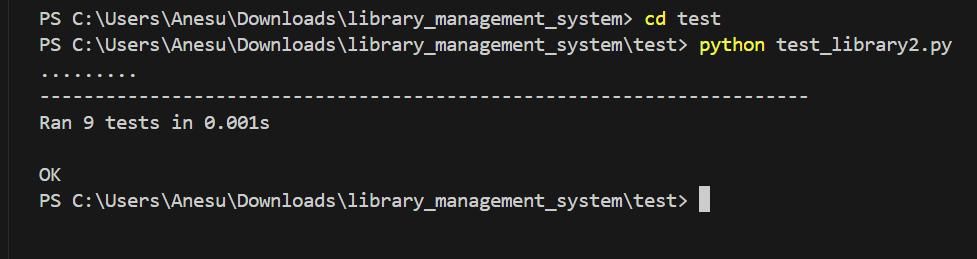 PS C:\Users\Anesu\Downloads\library_management_system> cd test
PS C:\Users\Anesu\Downloads\library_management_system\test> python test_library2.py
.........
----------------------------------------------------------------------
Ran 9 tests in 0.001s
OK
PS C:\Users\Anesu\Downloads\library_management_system\test>